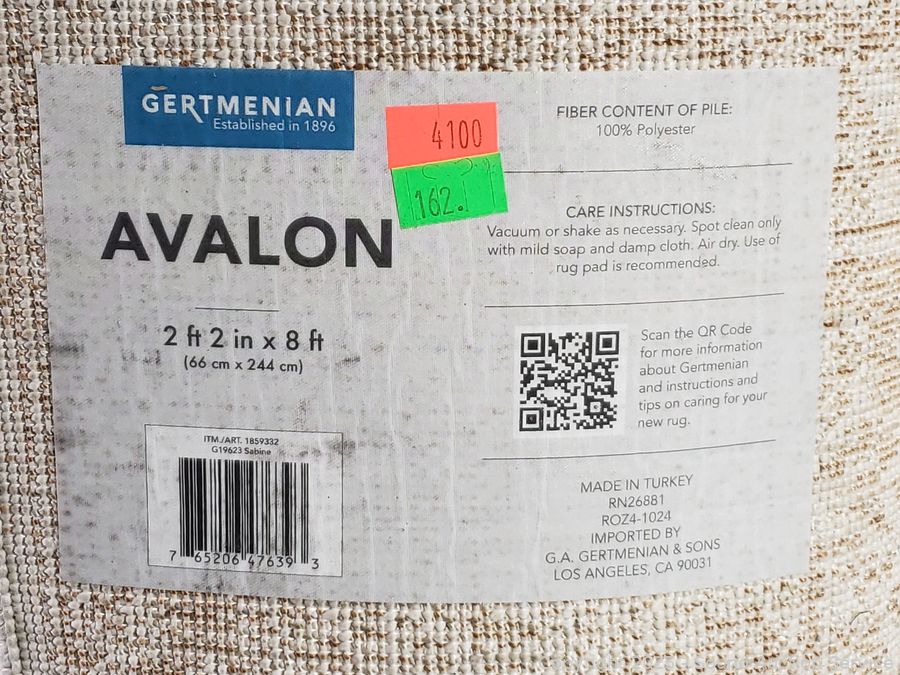 GERTMENIAN
Established in 1896
4100
162.
AVALON
2 ft 2 in x 8 ft
(66 cm x 244 cm)
ITM./ART. 1859332
G19623 Sabine
7 65206 47639 3
FIBER CONTENT OF PILE:
100% Polyester
CARE INSTRUCTIONS:
Vacuum or shake as necessary. Spot clean only
with mild soap and damp cloth. Air dry. Use of
rug pad is recommended.
Scan the QR Code
for more information
about Gertmenian
and instructions and
tips on caring for your
new rug.
MADE IN TURKEY
RN26881
ROZ4-1024
IMPORTED BY
G.A. GERTMENIAN & SONS
LOS ANGELES, CA 90031